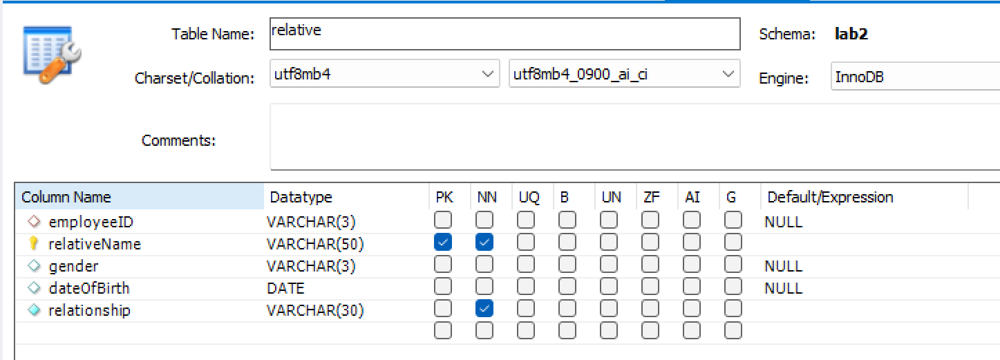 Table Name: relative Schema: lab2
Charset/Collation: utf8mb4 utf8mb4_0900_ai_ci Engine: InnoDB
Comments:
Column Name Datatype PK NN UQ B UN ZF AI G Default/Expression
employeeID VARCHAR(3) NULL
relativeName VARCHAR(50)
gender VARCHAR(3) NULL
dateOfBirth DATE NULL
relationship VARCHAR(30)